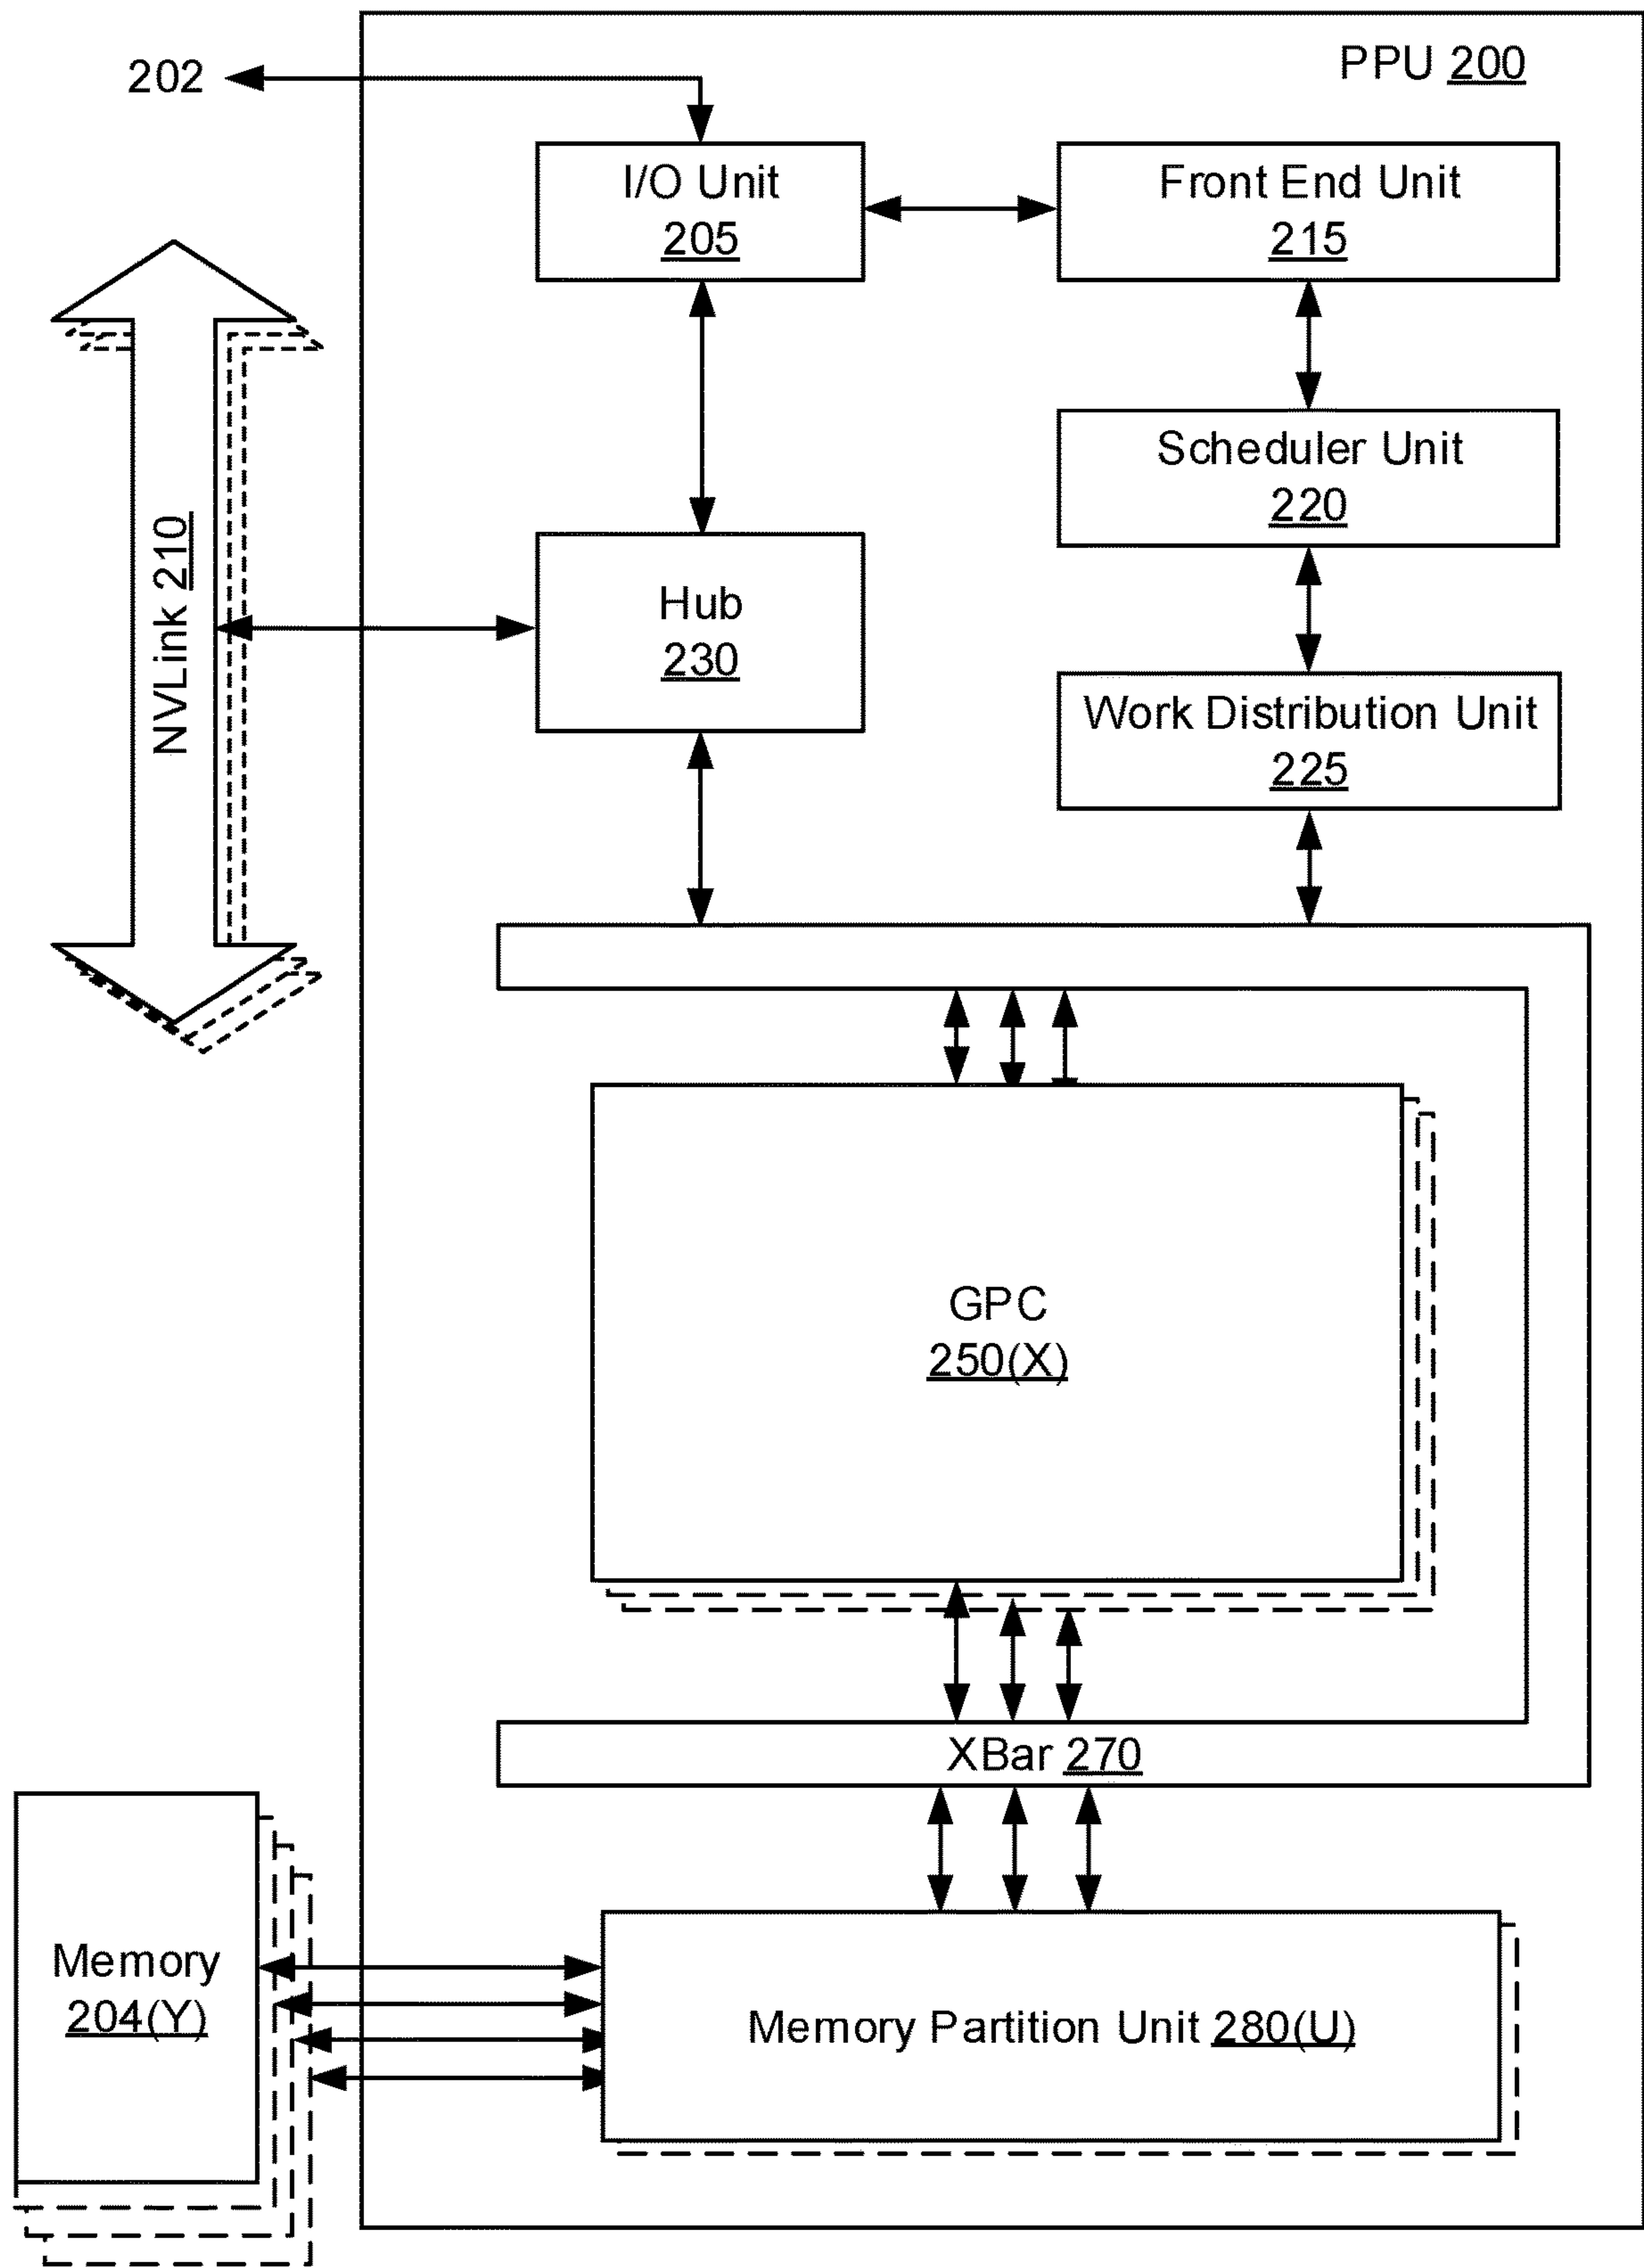 PPU 200
202
I/O Unit
205
Front End Unit
215
Scheduler Unit
220
NVLink 210
Hub
230
Work Distribution Unit
225
GPC
250(X)
XBar 270
Memory
204(Y)
Memory Partition Unit 280(U)